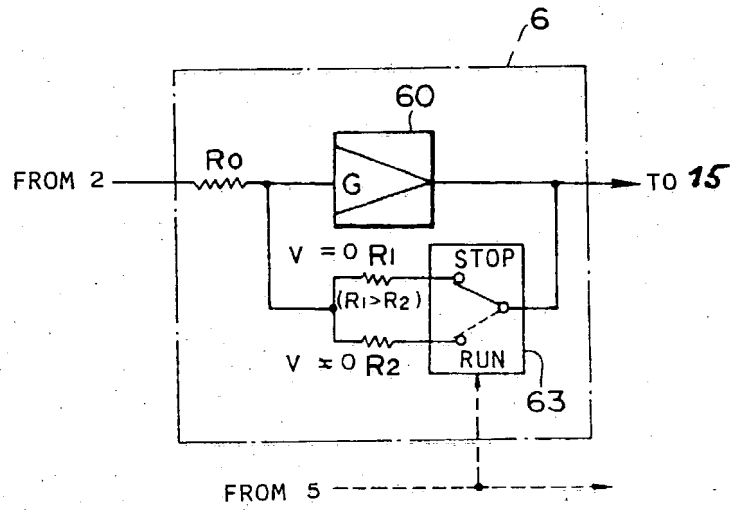 6
60
Ro
FROM 2
G
TO 15
V = 0 R1
STOP
(R1>R2)
V ≈ 0 R2
RUN
63
FROM 5